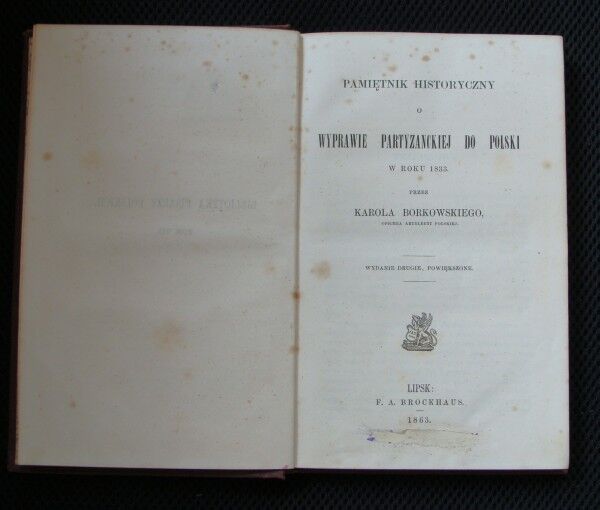 PAMIĘTNIK HISTORYCZNY
O
WYPRAWIE PARTYZANCKIEJ DO POLSKI
W ROKU 1833.
PRZEZ
KAROLA BORKOWSKIEGO,
OFICERA ARTYLERYI POLSKIEJ.
WYDANIE DRUGIE, POWIĘKSZONE.
LIPSK:
F. A. BROCKHAUS.
1863.